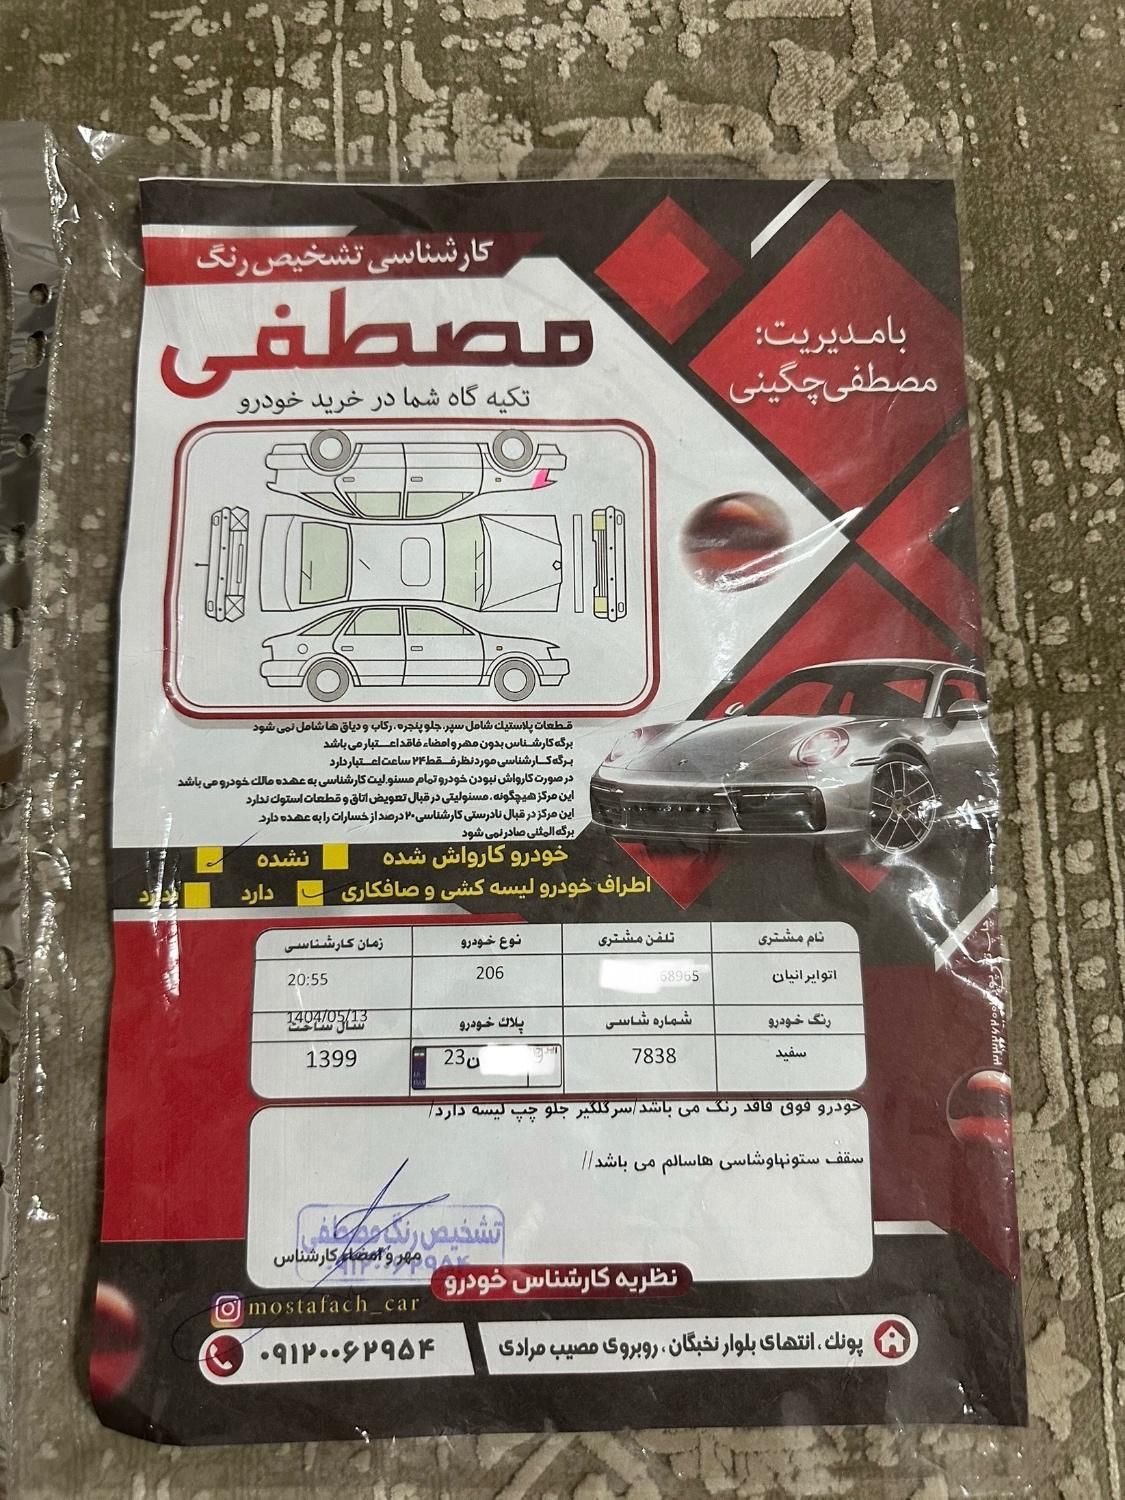 کارشناسی تشخیص رنگ
مصطفی
تکیه گاه شما در خرید خودرو
بامدیریت:
مصطفی‌چگینی
قطعات پلاستیک شامل سپر، جلو پنجره، رکاب و دیاق ها شامل نمی شود
برگه کارشناس بدون مهر و امضاء فاقد اعتبار می باشد
برگه کارشناسی مورد نظر فقط ۲۴ ساعت اعتبار دارد
در صورت کارواش نبودن خودرو تمام مسئولیت کارشناسی به عهده مالک خودرو می باشد
این مرکز هیچگونه، مسئولیتی در قبال تعویض اتاق و قطعات استوک ندارد
این مرکز در قبال نادرستی کارشناسی ۲۰ درصد از خسارات را به عهده دارد.
برگه المثنی صادر نمی شود
خودرو کارواش شده نشده
اطراف خودرو لیسه کشی و صافکاری دارد ندارد
نام مشتری تلفن مشتری نوع خودرو زمان کارشناسی
اتوایرانیان 68965 206 20:55
1404/05/13
رنگ خودرو شماره شاسی پلاک خودرو سال ساخت
سفید 7838 23 ن 9 1399
خودرو فوق فاقد رنگ می باشد/سرگلگیر جلو چپ لیسه دارد/
سقف ستونهاوشاسی هاسالم می باشد//
تشخیص رنگ مصطفی
۰۹۱۲۰۰۶۲۹۵۴
مهر و امضاء کارشناس
نظریه کارشناس خودرو
mostafach_car
پونک، انتهای بلوار نخبگان، روبروی مصیب مرادی
۰۹۱۲۰۰۶۲۹۵۴